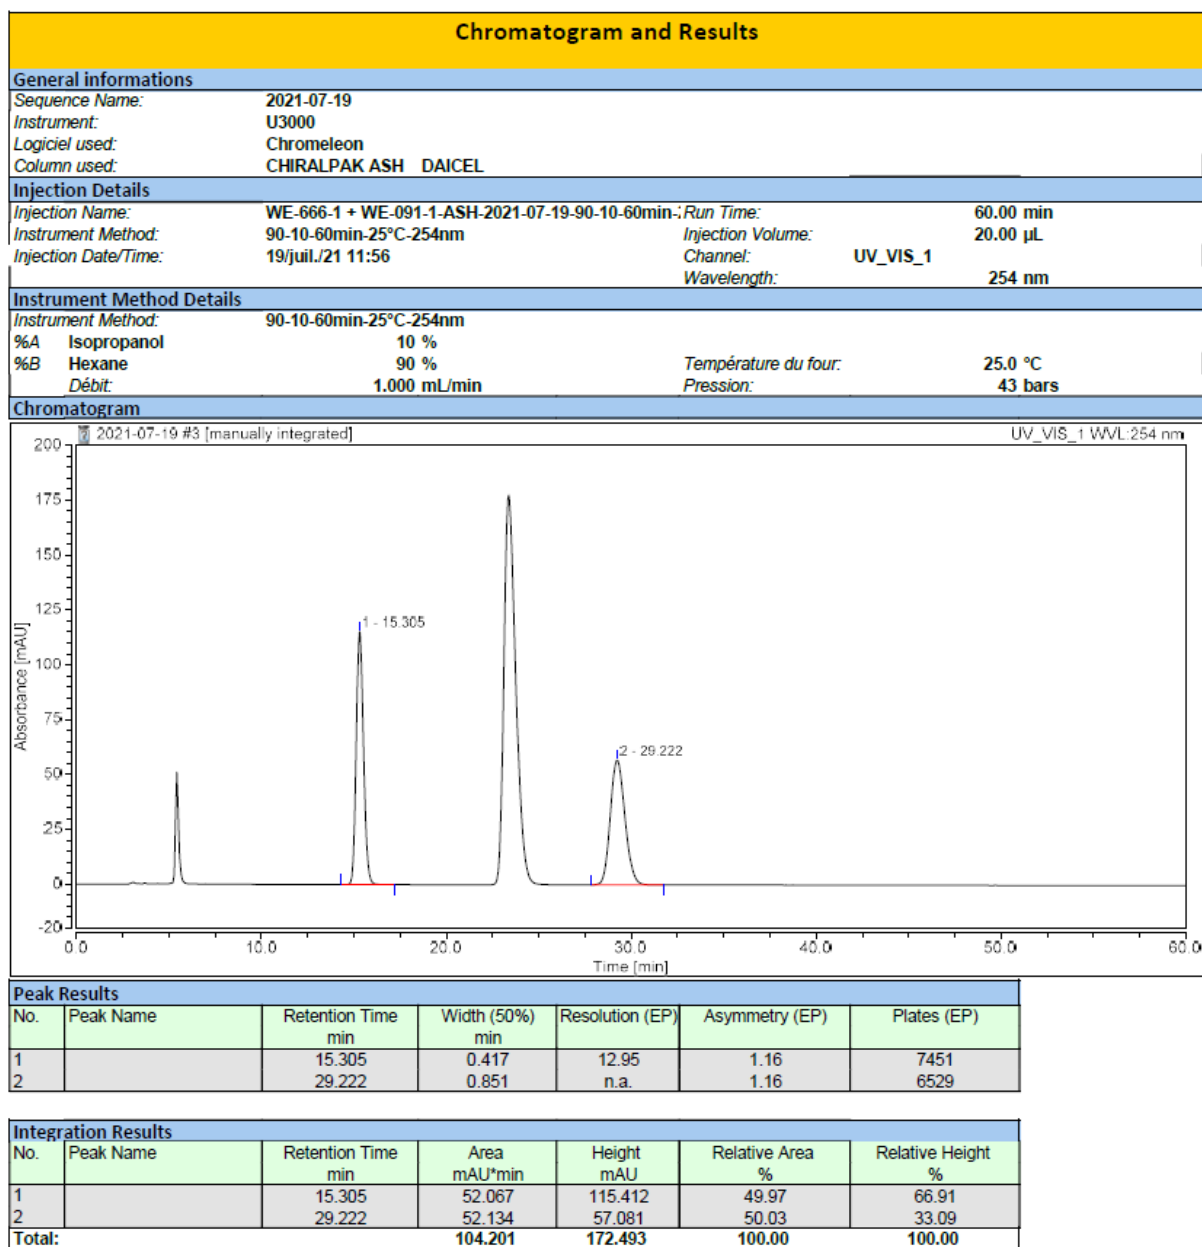 Chromatogram and Results
General informations
Sequence Name: 2021-07-19
Instrument: U3000
Logiciel used: Chromeleon
Column used: CHIRALPAK ASH DAICEL
Injection Details
Injection Name: WE-666-1 + WE-091-1-ASH-2021-07-19-90-10-60min- Run Time: 60.00 min
Instrument Method: 90-10-60min-25°C-254nm Injection Volume: 20.00 µL
Injection Date/Time: 19/juil./21 11:56 Channel: UV_VIS_1
Wavelength: 254 nm
Instrument Method Details
Instrument Method: 90-10-60min-25°C-254nm
%A Isopropanol 10 %
%B Hexane 90 % Température du four: 25.0 °C
Débit: 1.000 mL/min Pression: 43 bars
Chromatogram
2021-07-19 #3 [manually integrated] UV_VIS_1 WVL:254 nm
200
175
150
125
1 - 15.305
100
75
2 - 29.222
50
25
0
-20
Absorbance [mAU]
0.0 10.0 20.0 30.0 40.0 50.0 60.0
Time [min]
Peak Results
No. Peak Name Retention Time Width (50%) Resolution (EP) Asymmetry (EP) Plates (EP)
min min
1 15.305 0.417 12.95 1.16 7451
2 29.222 0.851 n.a. 1.16 6529
Integration Results
No. Peak Name Retention Time Area Height Relative Area Relative Height
min mAU*min mAU % %
1 15.305 52.067 115.412 49.97 66.91
2 29.222 52.134 57.081 50.03 33.09
Total: 104.201 172.493 100.00 100.00